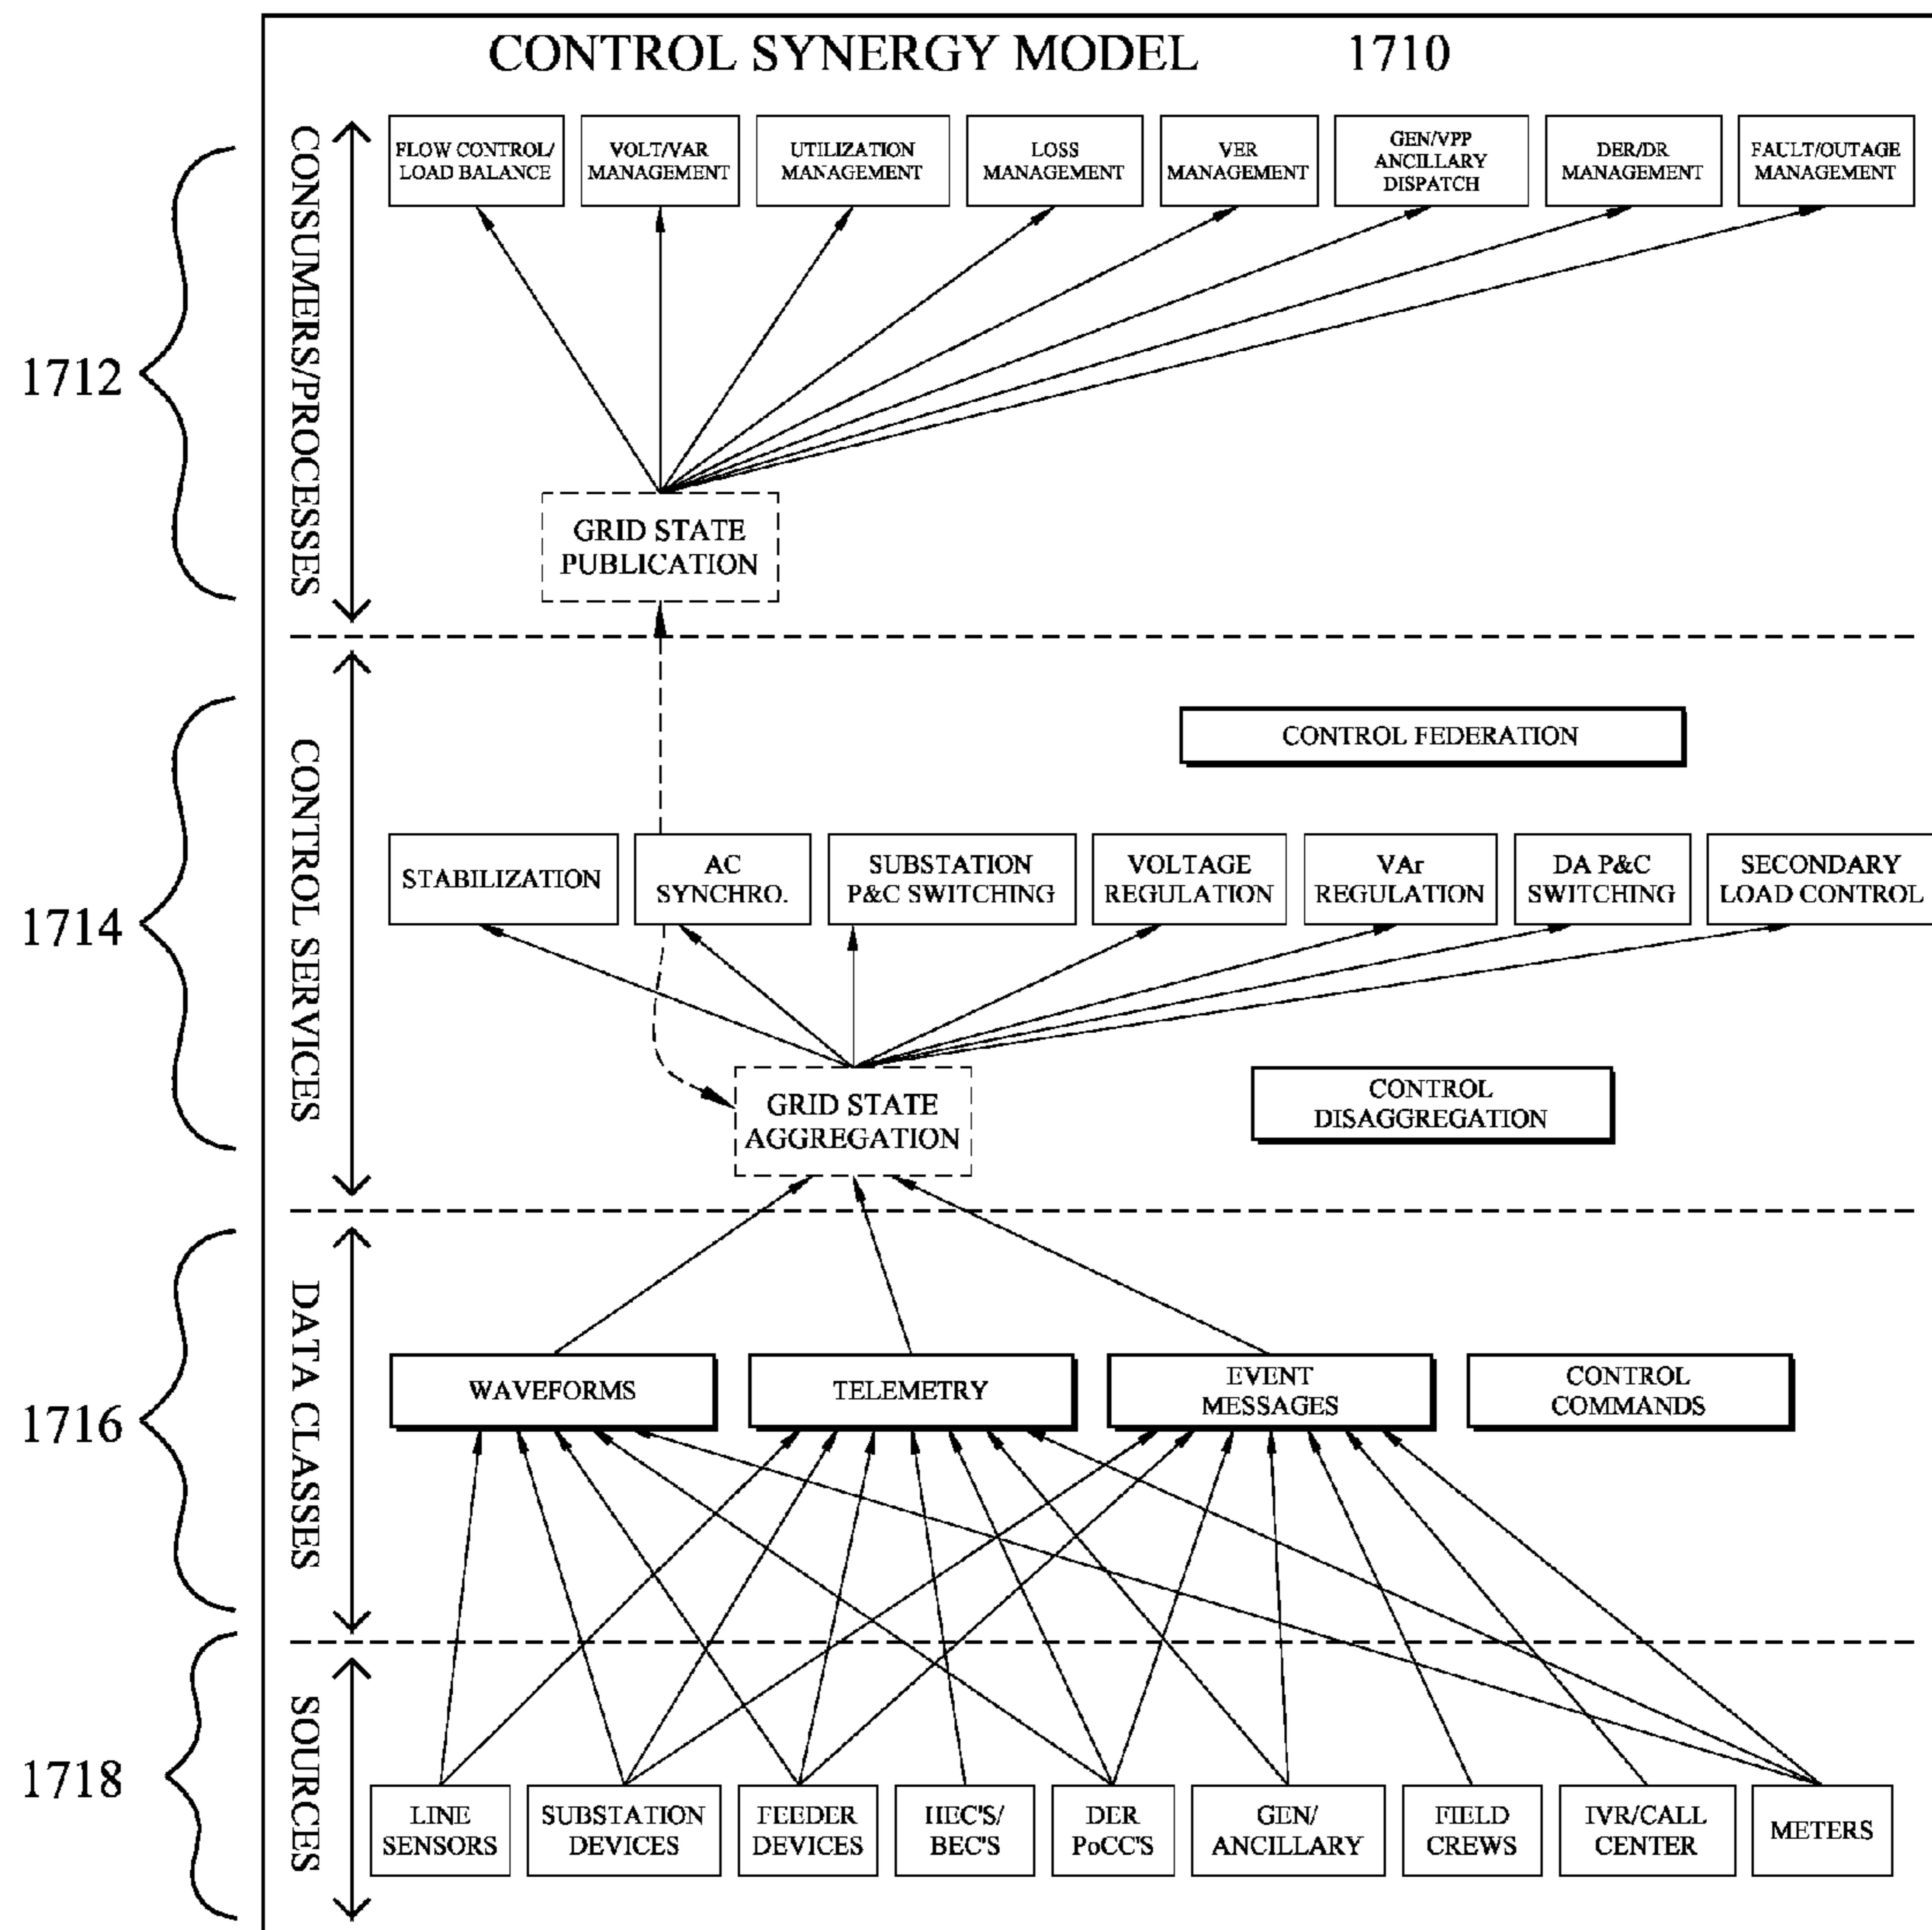 CONTROL SYNERGY MODEL 1710
CONSUMERS/PROCESSES
1712
FLOW CONTROL/
LOAD BALANCE
VOLT/VAR
MANAGEMENT
UTILIZATION
MANAGEMENT
LOSS
MANAGEMENT
VER
MANAGEMENT
GEN/VPP
ANCILLARY
DISPATCH
DER/DR
MANAGEMENT
FAULT/OUTAGE
MANAGEMENT
GRID STATE
PUBLICATION
CONTROL SERVICES
1714
CONTROL FEDERATION
STABILIZATION
AC
SYNCHRO.
SUBSTATION
P&C SWITCHING
VOLTAGE
REGULATION
VAr
REGULATION
DA P&C
SWITCHING
SECONDARY
LOAD CONTROL
GRID STATE
AGGREGATION
CONTROL
DISAGGREGATION
DATA CLASSES
1716
WAVEFORMS
TELEMETRY
EVENT
MESSAGES
CONTROL
COMMANDS
SOURCES
1718
LINE
SENSORS
SUBSTATION
DEVICES
FEEDER
DEVICES
HEC'S/
BEC'S
DER
PoCC'S
GEN/
ANCILLARY
FIELD
CREWS
IVR/CALL
CENTER
METERS